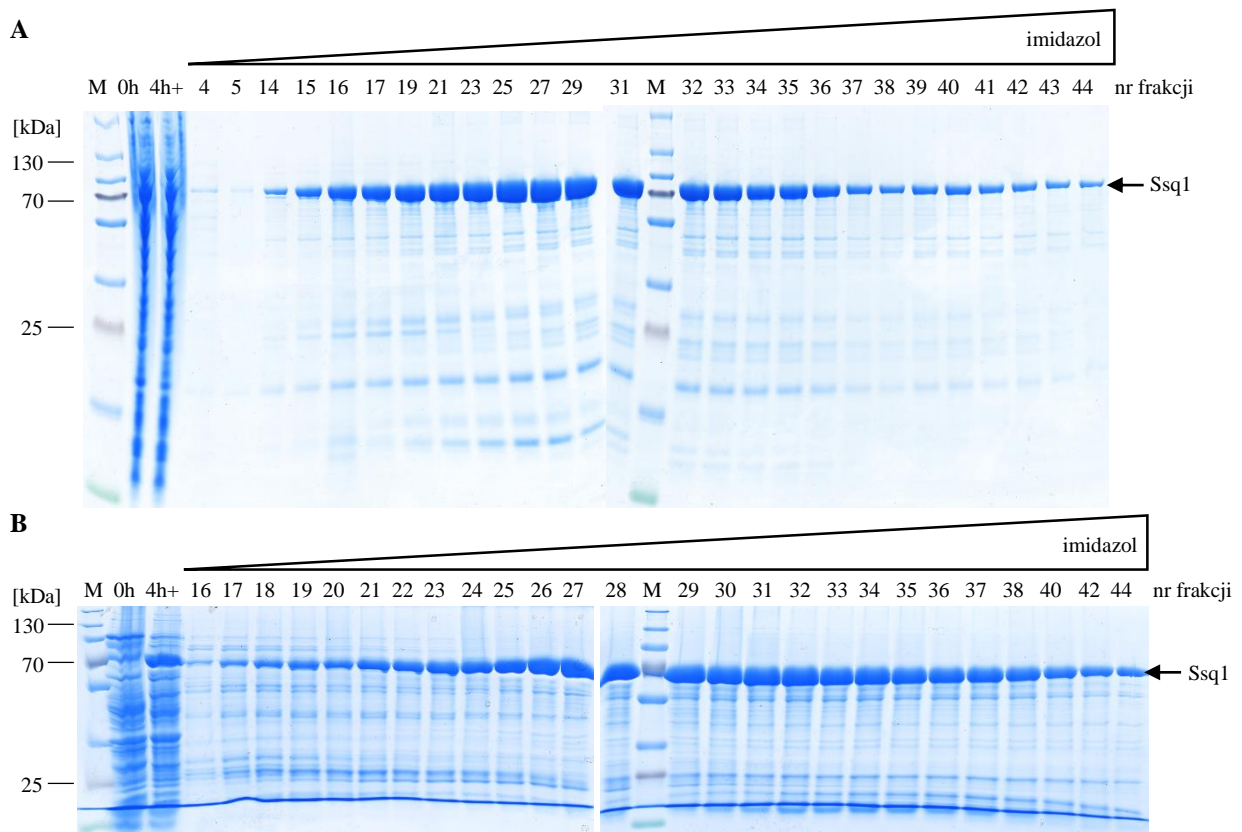 A
imidazol
M 0h 4h+ 4 5 14 15 16 17 19 21 23 25 27 29 31 M 32 33 34 35 36 37 38 39 40 41 42 43 44 nr frakcji
[kDa]
130
70
Ssq1
25
B
imidazol
M 0h 4h+ 16 17 18 19 20 21 22 23 24 25 26 27 28 M 29 30 31 32 33 34 35 36 37 38 40 42 44 nr frakcji
[kDa]
130
70
Ssq1
25